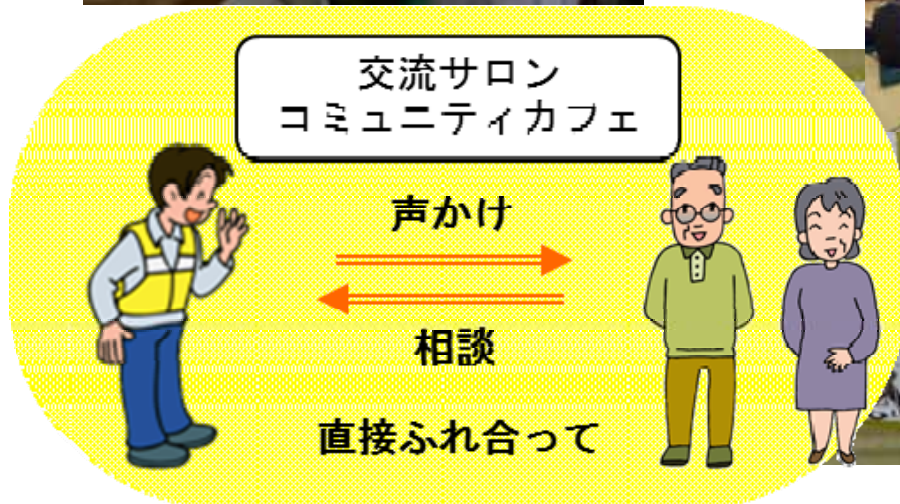 交流サロン
コミュニティカフェ
声かけ
相談
直接ふれ合って